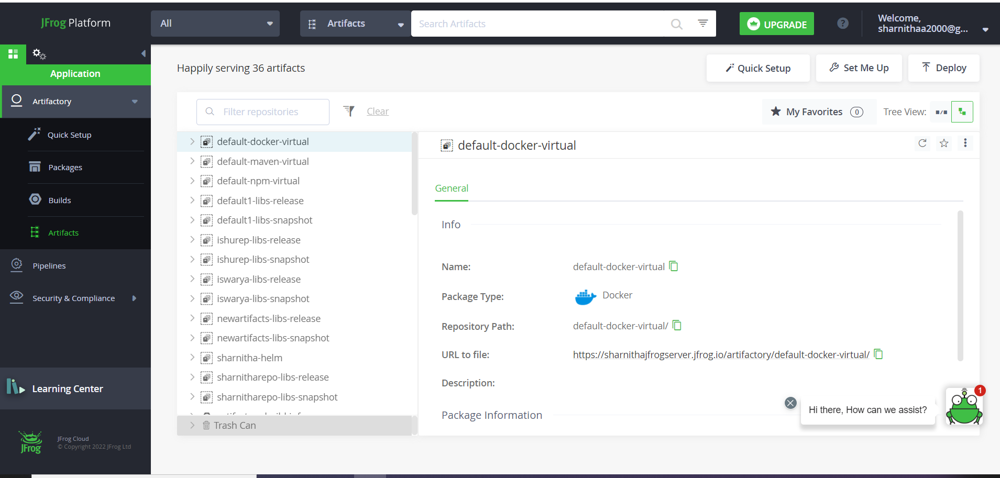 JFrog Platform
All
Artifacts
Search Artifacts
UPGRADE
?
Welcome,
sharnithaa2000@g...
Application
Artifactory
Quick Setup
Packages
Builds
Artifacts
Pipelines
Security & Compliance
Learning Center
JFrog
JFrog Cloud
© Copyright 2022 JFrog Ltd
Happily serving 36 artifacts
Quick Setup
Set Me Up
Deploy
Filter repositories
Clear
My Favorites 0
Tree View:
default-docker-virtual
default-maven-virtual
default-npm-virtual
default1-libs-release
default1-libs-snapshot
ishurep-libs-release
ishurep-libs-snapshot
iswarya-libs-release
iswarya-libs-snapshot
newartifacts-libs-release
newartifacts-libs-snapshot
sharnitha-helm
sharnitharepo-libs-release
sharnitharepo-libs-snapshot
Trash Can
default-docker-virtual
General
Info
Name: default-docker-virtual
Package Type: Docker
Repository Path: default-docker-virtual/
URL to file: https://sharnithajfrogserver.jfrog.io/artifactory/default-docker-virtual/
Description:
Package Information
Hi there, How can we assist?
1